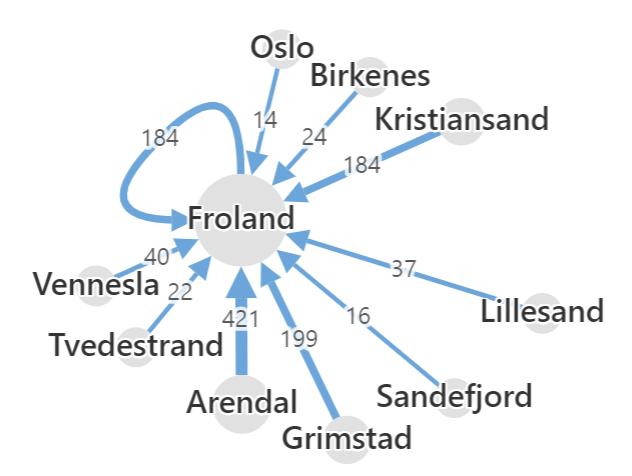 Oslo
Birkenes
14
Kristiansand
184
24
184
Froland
40
37
Vennsla
22
Lillesand
421
16
199
Tvedestrand
Arendal
Sandefjord
Grimstad